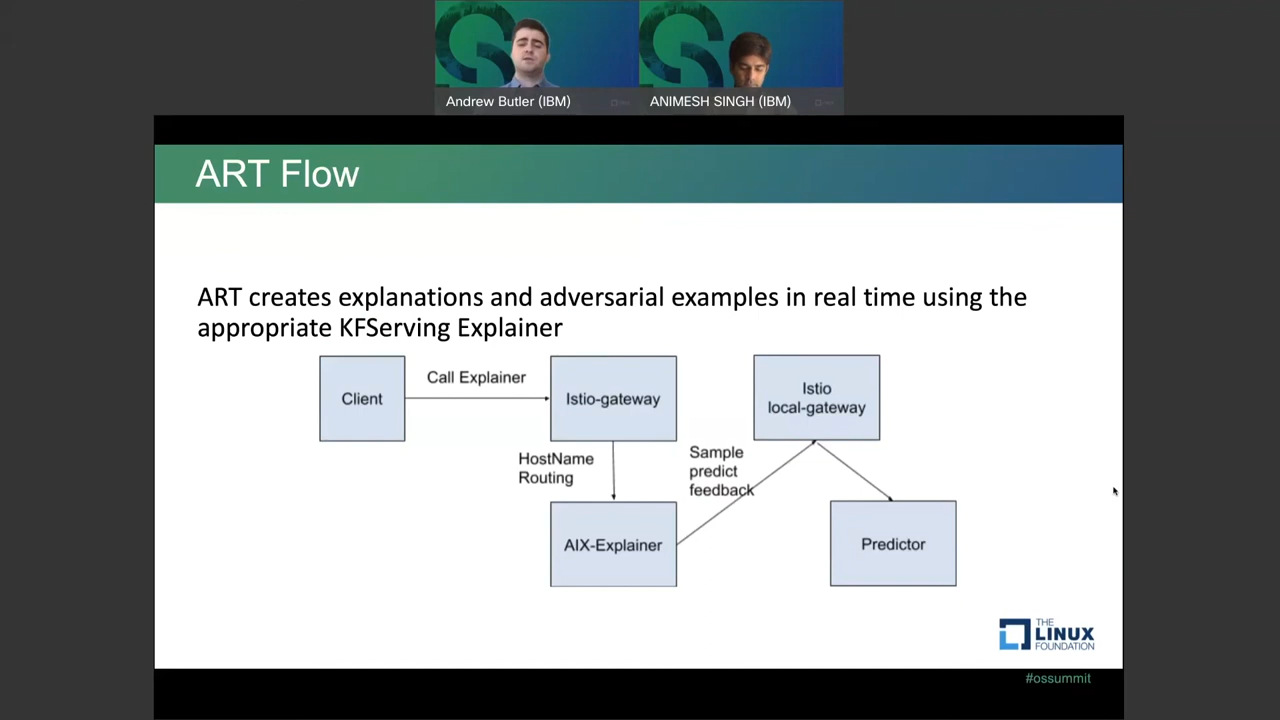 Andrew Butler (IBM)
ANIMESH SINGH (IBM)
ART Flow
ART creates explanations and adversarial examples in real time using the
appropriate KFServing Explainer
Client
Call Explainer
Istio-gateway
Istio
local-gateway
HostName
Routing
Sample
predict
feedback
AIX-Explainer
Predictor
THE
LINUX
FOUNDATION
#ossummit